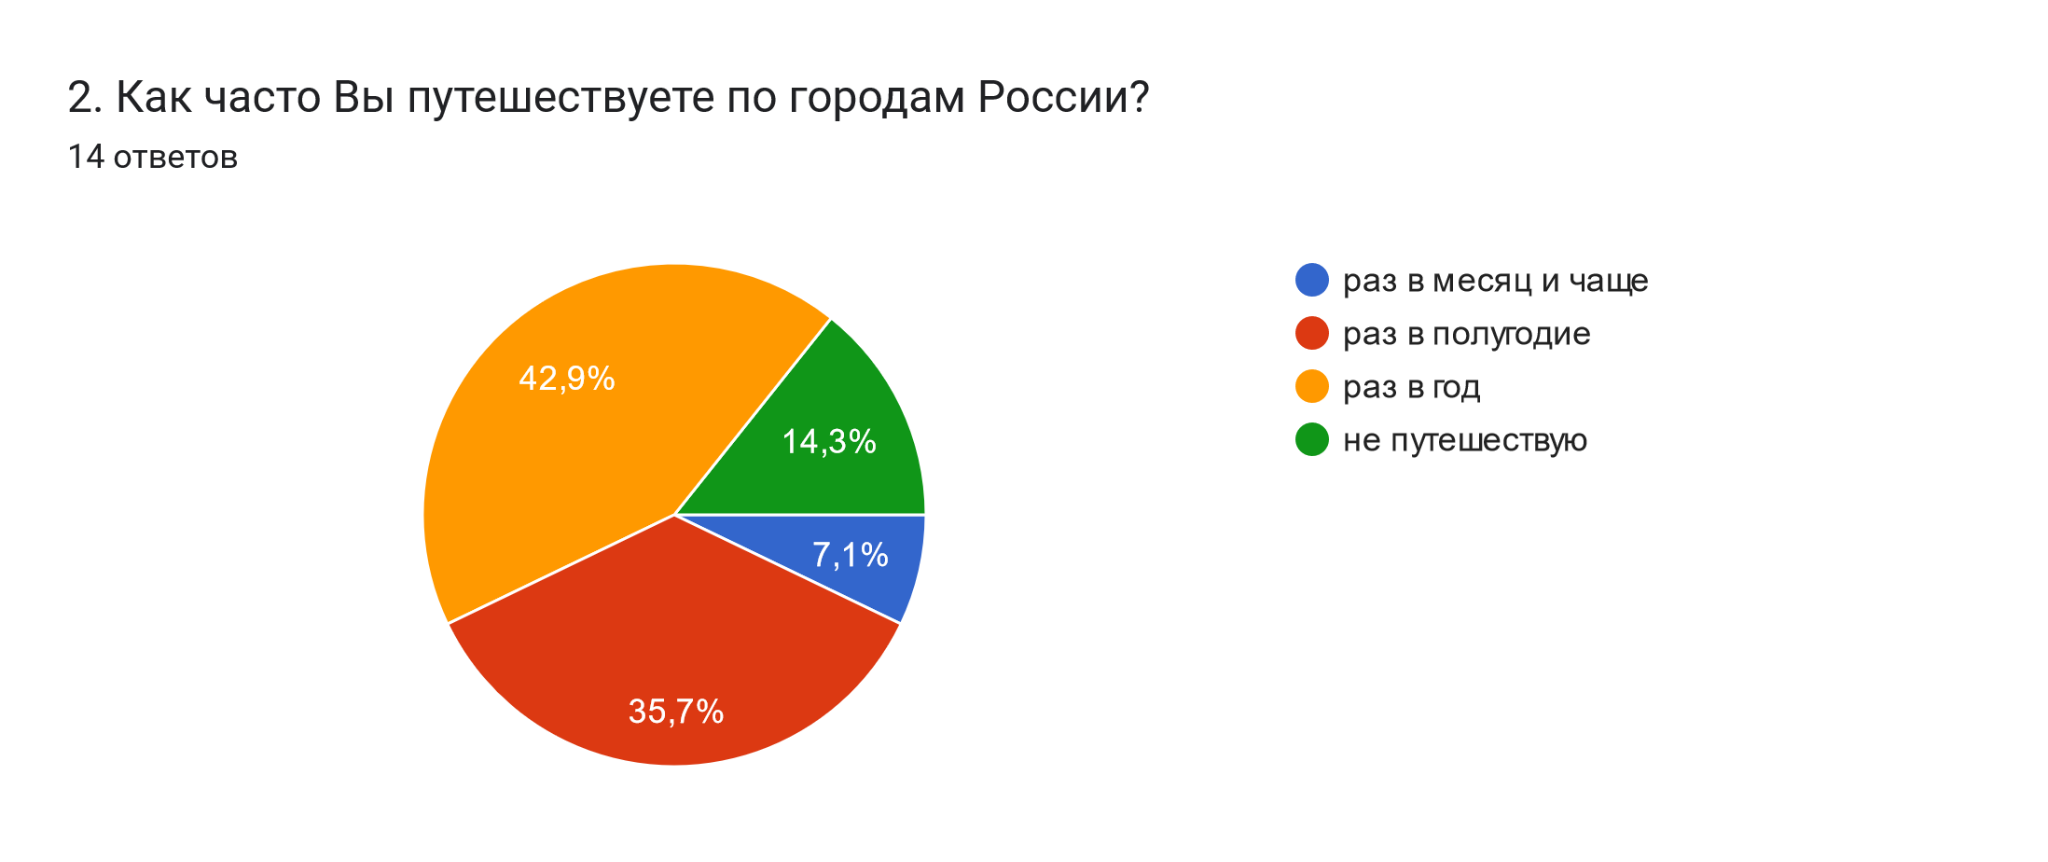 2. Как часто Вы путешествуете по городам России?
14 ответов
42,9%
14,3%
7,1%
35,7%
раз в месяц и чаще
раз в полугодие
раз в год
не путешествую